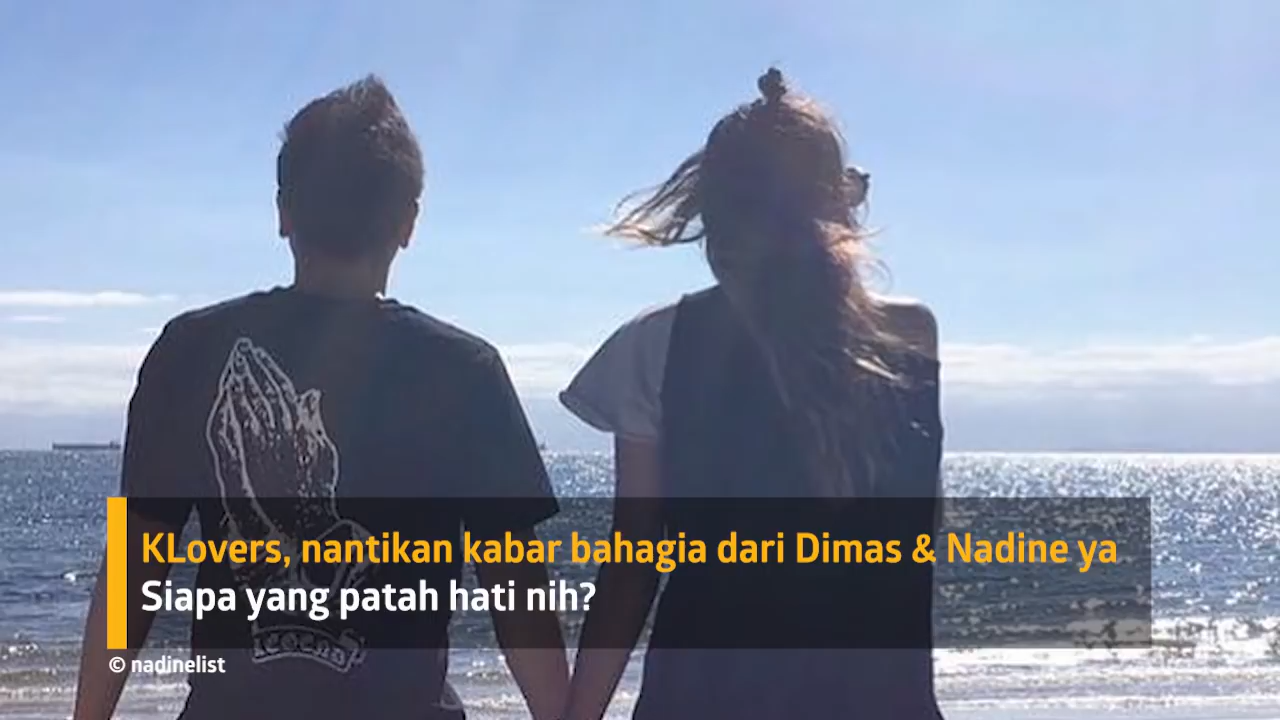 KLovers, nantikan kabar bahagia dari Dimas & Nadine ya
Siapa yang patah hati nih?
© nadinelist